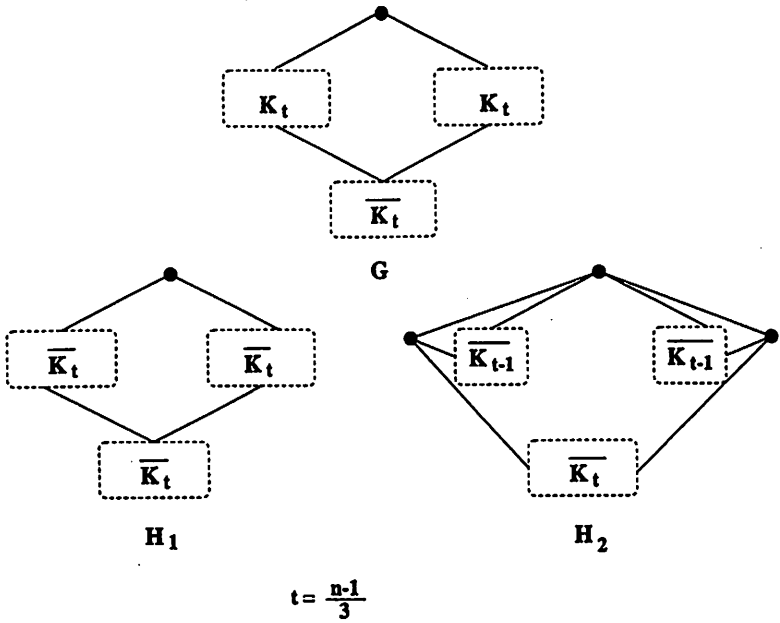 K_t K_t
\overline{K_t}
G
\overline{K_t} \overline{K_t}
\overline{K_{t-1}} \overline{K_{t-1}}
\overline{K_t}
\overline{K_t}
H_1
H_2
t = \frac{n-1}{3}